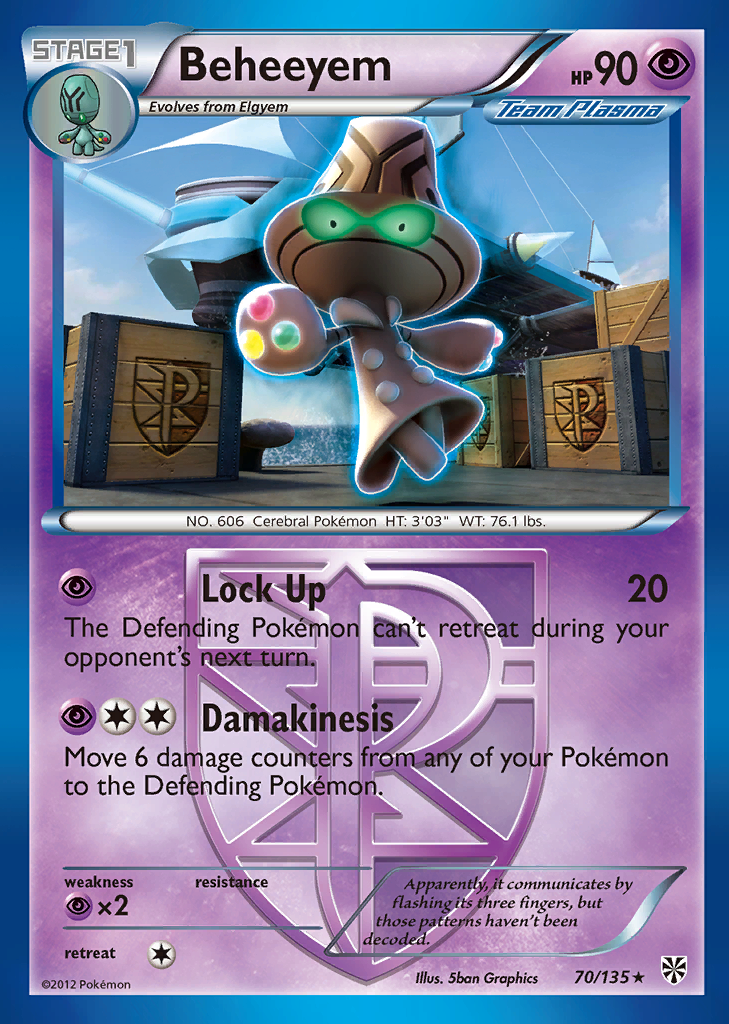 STAGE1
Beheeyem
HP 90
Evolves from Elgyem
Team Plasma
NO. 606 Cerebral Pokémon HT: 3'03" WT: 76.1 lbs.
Lock Up 20
The Defending Pokémon can't retreat during your
opponent's next turn.
Damakinesis
Move 6 damage counters from any of your Pokémon
to the Defending Pokémon.
weakness resistance
×2
retreat
Apparently, it communicates by
flashing its three fingers, but
those patterns haven't been
decoded.
©2012 Pokémon
Illus. 5ban Graphics
70/135★